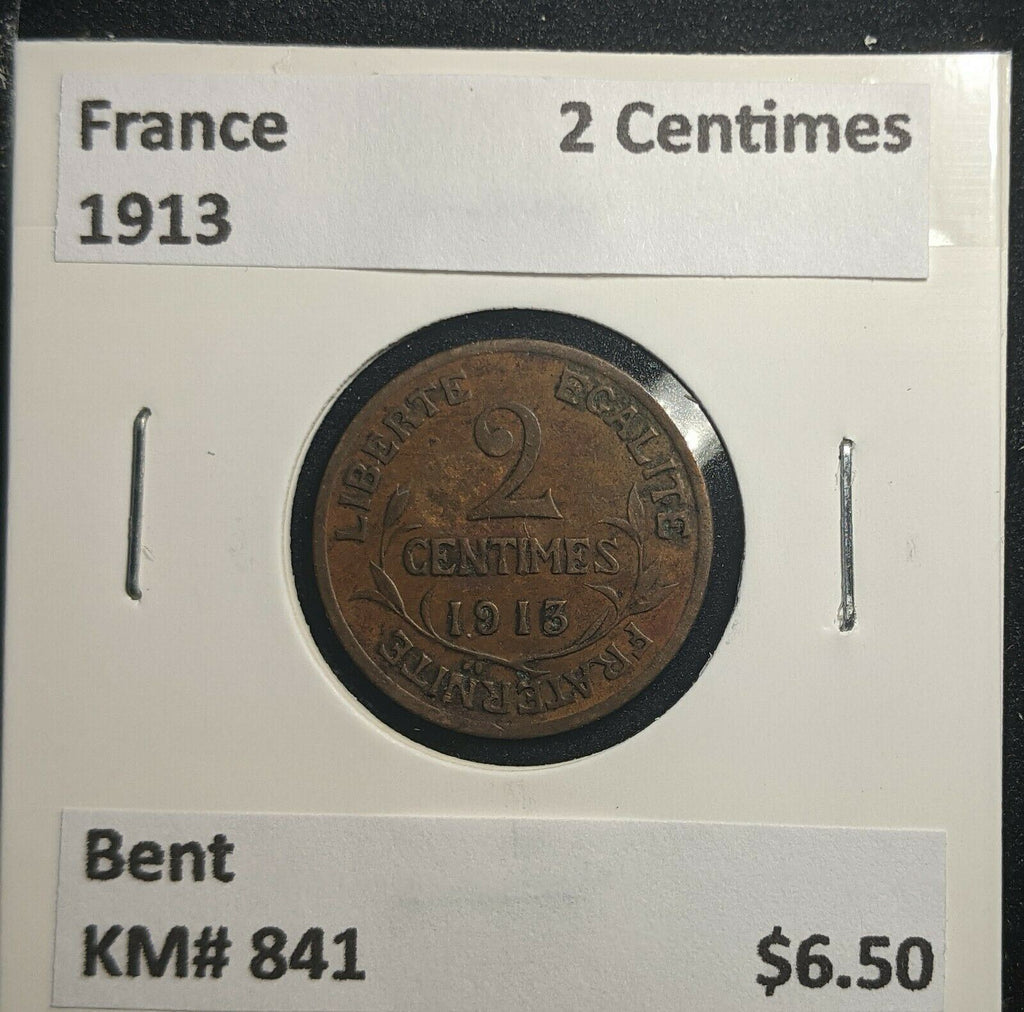 France 2 Centimes
1913
LIBERTE EGALITE
2
CENTIMES
1913
FRATERNITE
Bent
KM# 841 $6.50